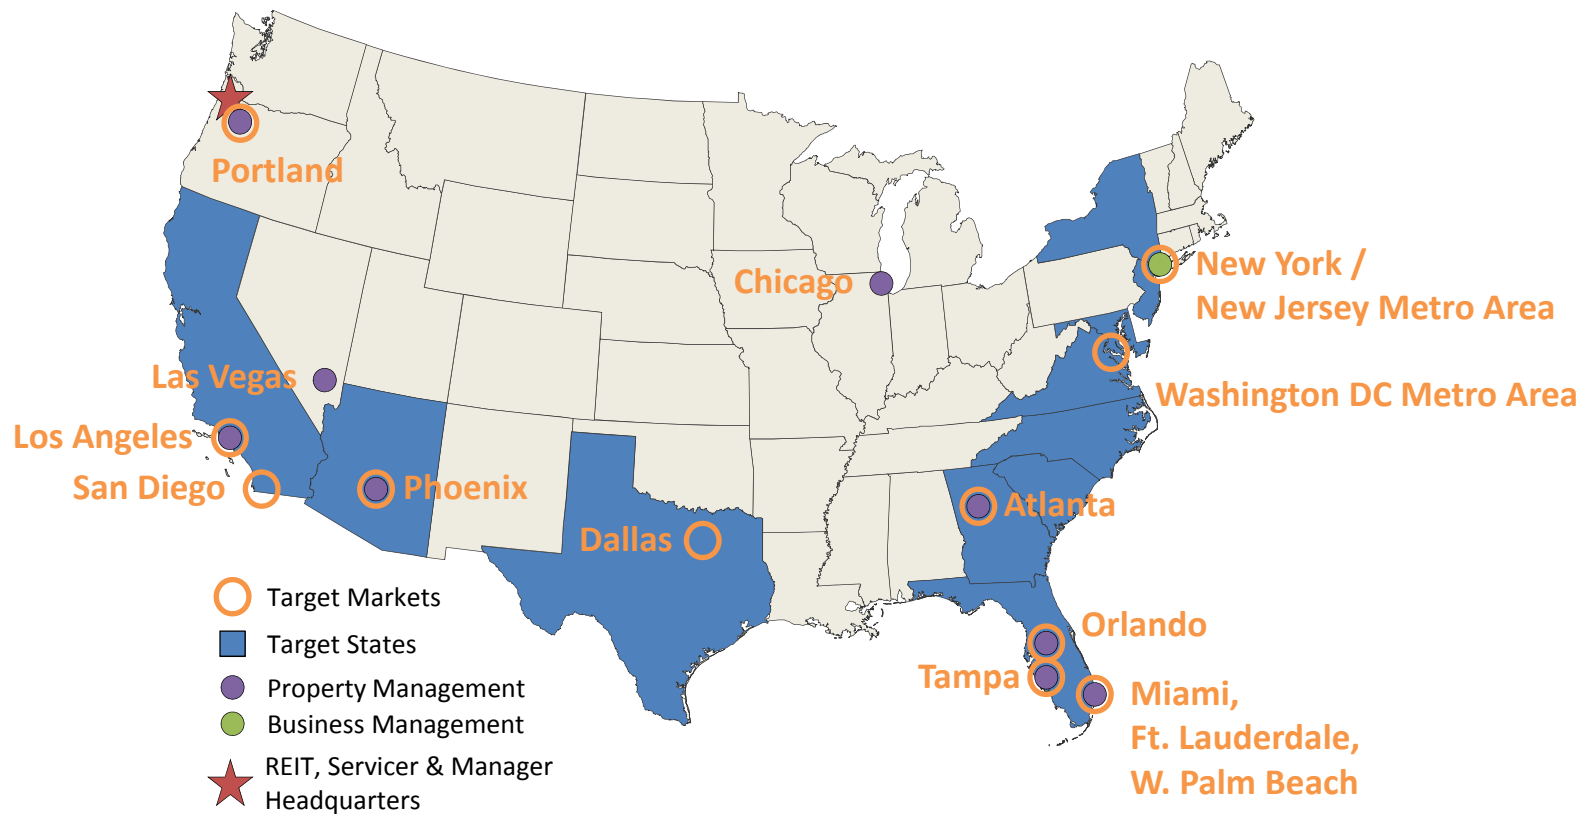 Portland
Chicago
New York /
New Jersey Metro Area
Las Vegas
Washington DC Metro Area
Los Angeles
San Diego
Phoenix
Atlanta
Dallas
Target Markets
Target States
Property Management
Business Management
REIT, Servicer & Manager
Headquarters
Orlando
Tampa
Miami,
Ft. Lauderdale,
W. Palm Beach